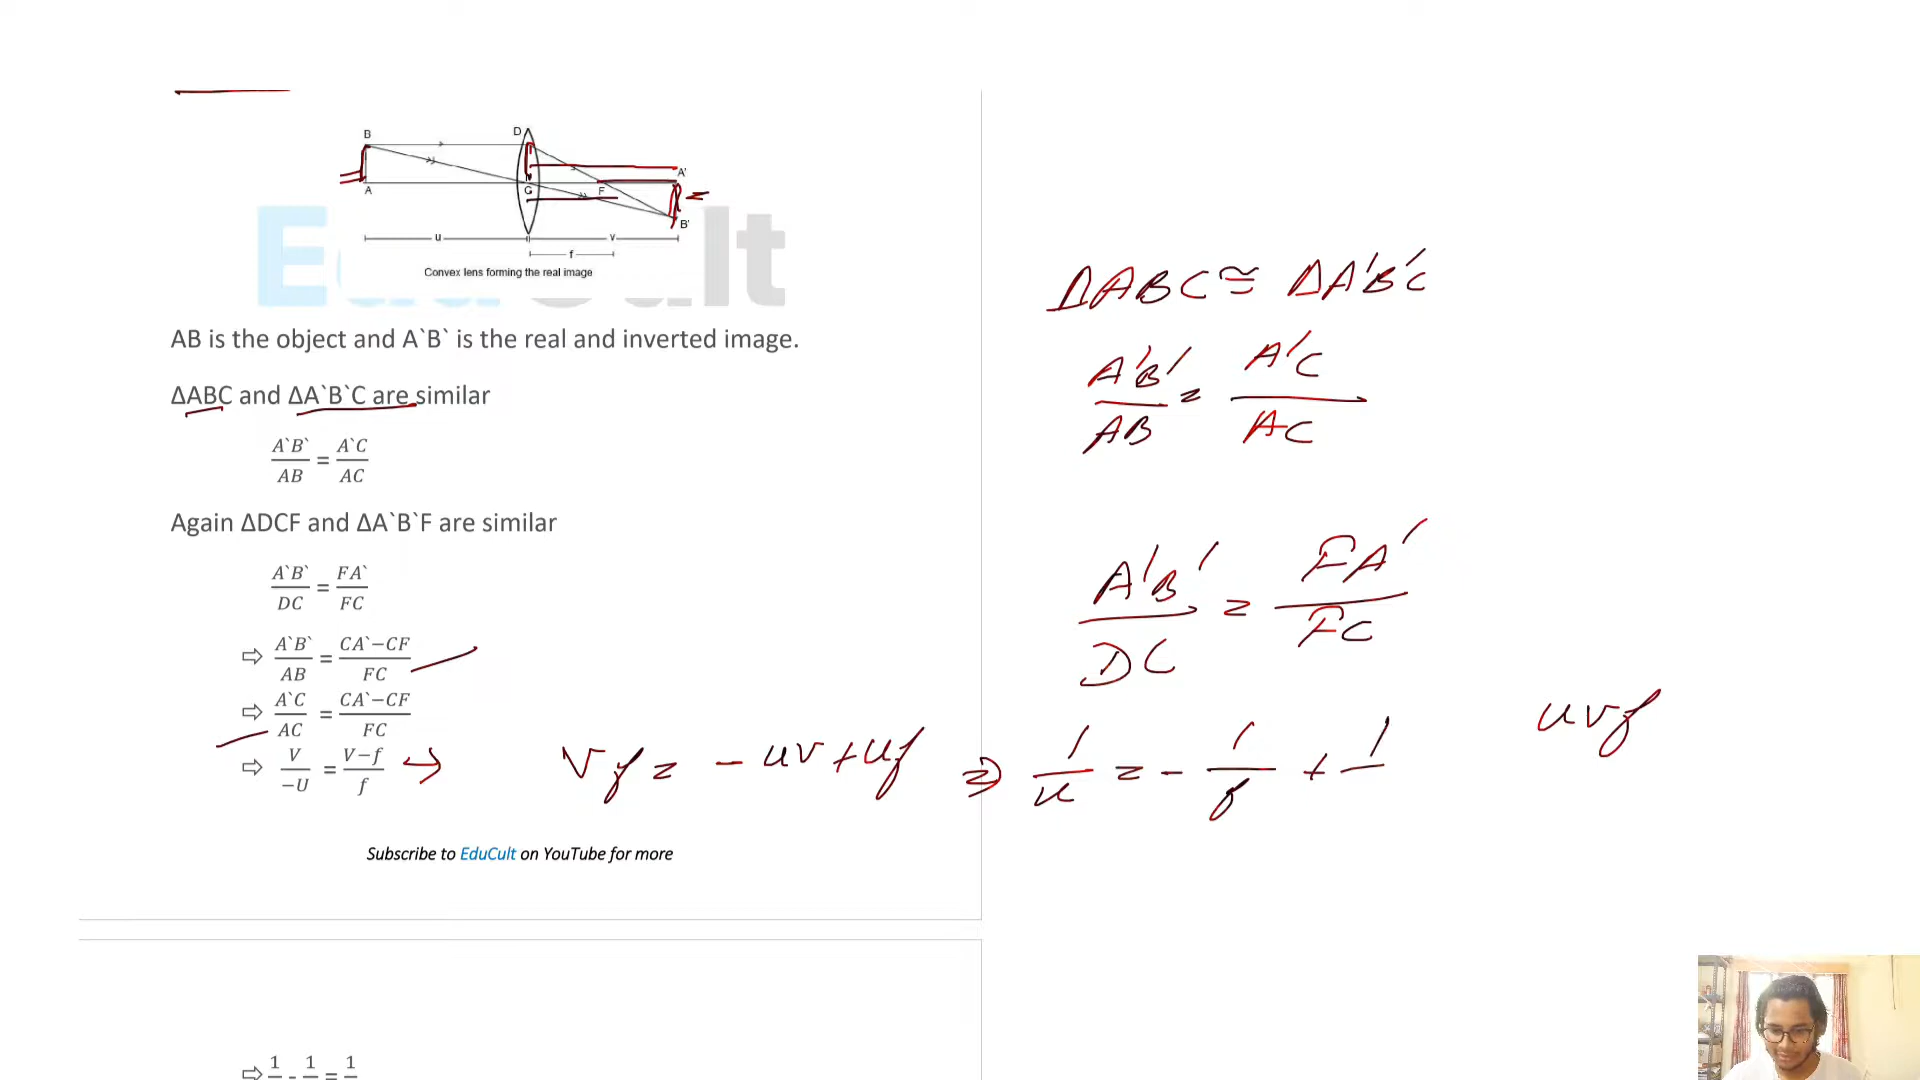 B
D
A'
A
C
F
B'
u
v
f
Convex lens forming the real image
AB is the object and A`B` is the real and inverted image.
ΔABC and ΔA`B`C are similar
A`B`/AB = A`C/AC
Again ΔDCF and ΔA`B`F are similar
A`B`/DC = FA`/FC
⇨ A`B`/AB = CA`−CF/FC
⇨ A`C/AC = CA`−CF/FC
⇨ V/−U = V−f/f →
Subscribe to EduCult on YouTube for more
ΔABC ≅ ΔA'B'C
A'B'/AB = A'C/AC
A'B'/DC = FA'/FC
uvf
Vf = − uv + uf ⇒ 1/u = − 1/f + 1